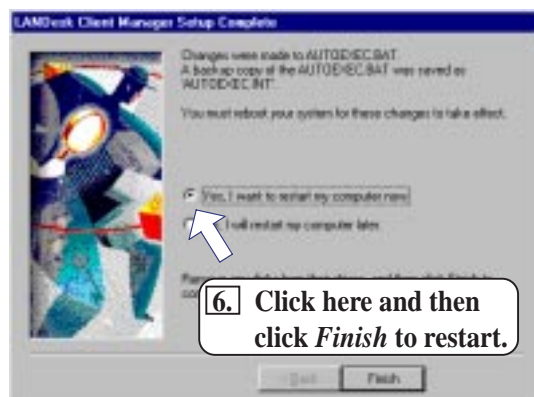 LANDesk Client Manager Setup Complete
Changes were made to AUTOEXEC.BAT.
A backup copy of the AUTOEXEC.BAT was saved as
'AUTOEXEC.INT'.
You must reboot your system for these changes to take effect.
Yes, I want to restart my computer now.
I will restart my computer later.
6. Click here and then
click Finish to restart.
Back
Finish